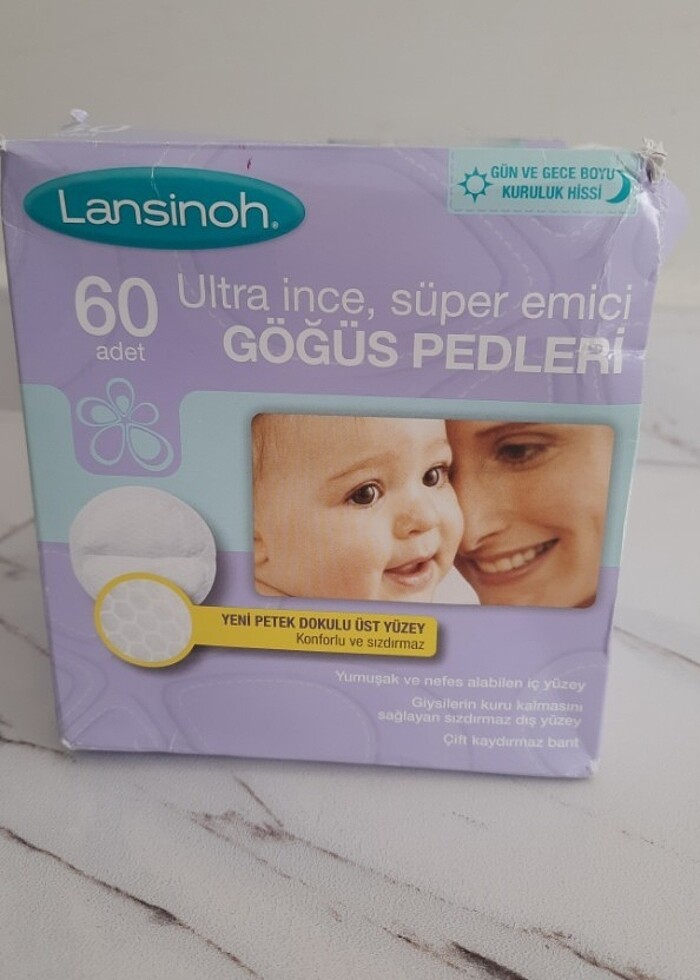 Lansinoh®
GÜN VE GECE BOYU
KURULUK HİSSİ
60
adet
Ultra ince, süper emici
GÖĞÜS PEDLERİ
YENİ PETEK DOKULU ÜST YÜZEY
Konforlu ve sızdırmaz
Yumuşak ve nefes alabilen iç yüzey
Giysilerin kuru kalmasını
sağlayan sızdırmaz dış yüzey
Çift kaydırmaz bant